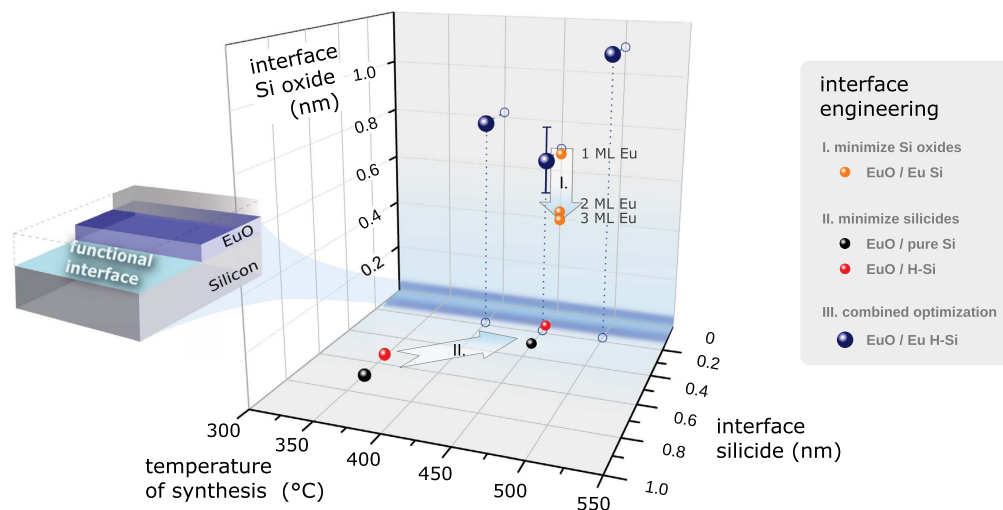 interface
Si oxide
(nm)
1.0
0.8
0.6
0.4
0.2
1 ML Eu
I.
2 ML Eu
3 ML Eu
EuO
functional
interface
Silicon
II.
300
350
400
450
500
550
temperature
of synthesis (°C)
0
0.2
0.4
0.6
0.8
1.0
interface
silicide (nm)
interface
engineering
I. minimize Si oxides
EuO / Eu Si
II. minimize silicides
EuO / pure Si
EuO / H-Si
III. combined optimization
EuO / Eu H-Si